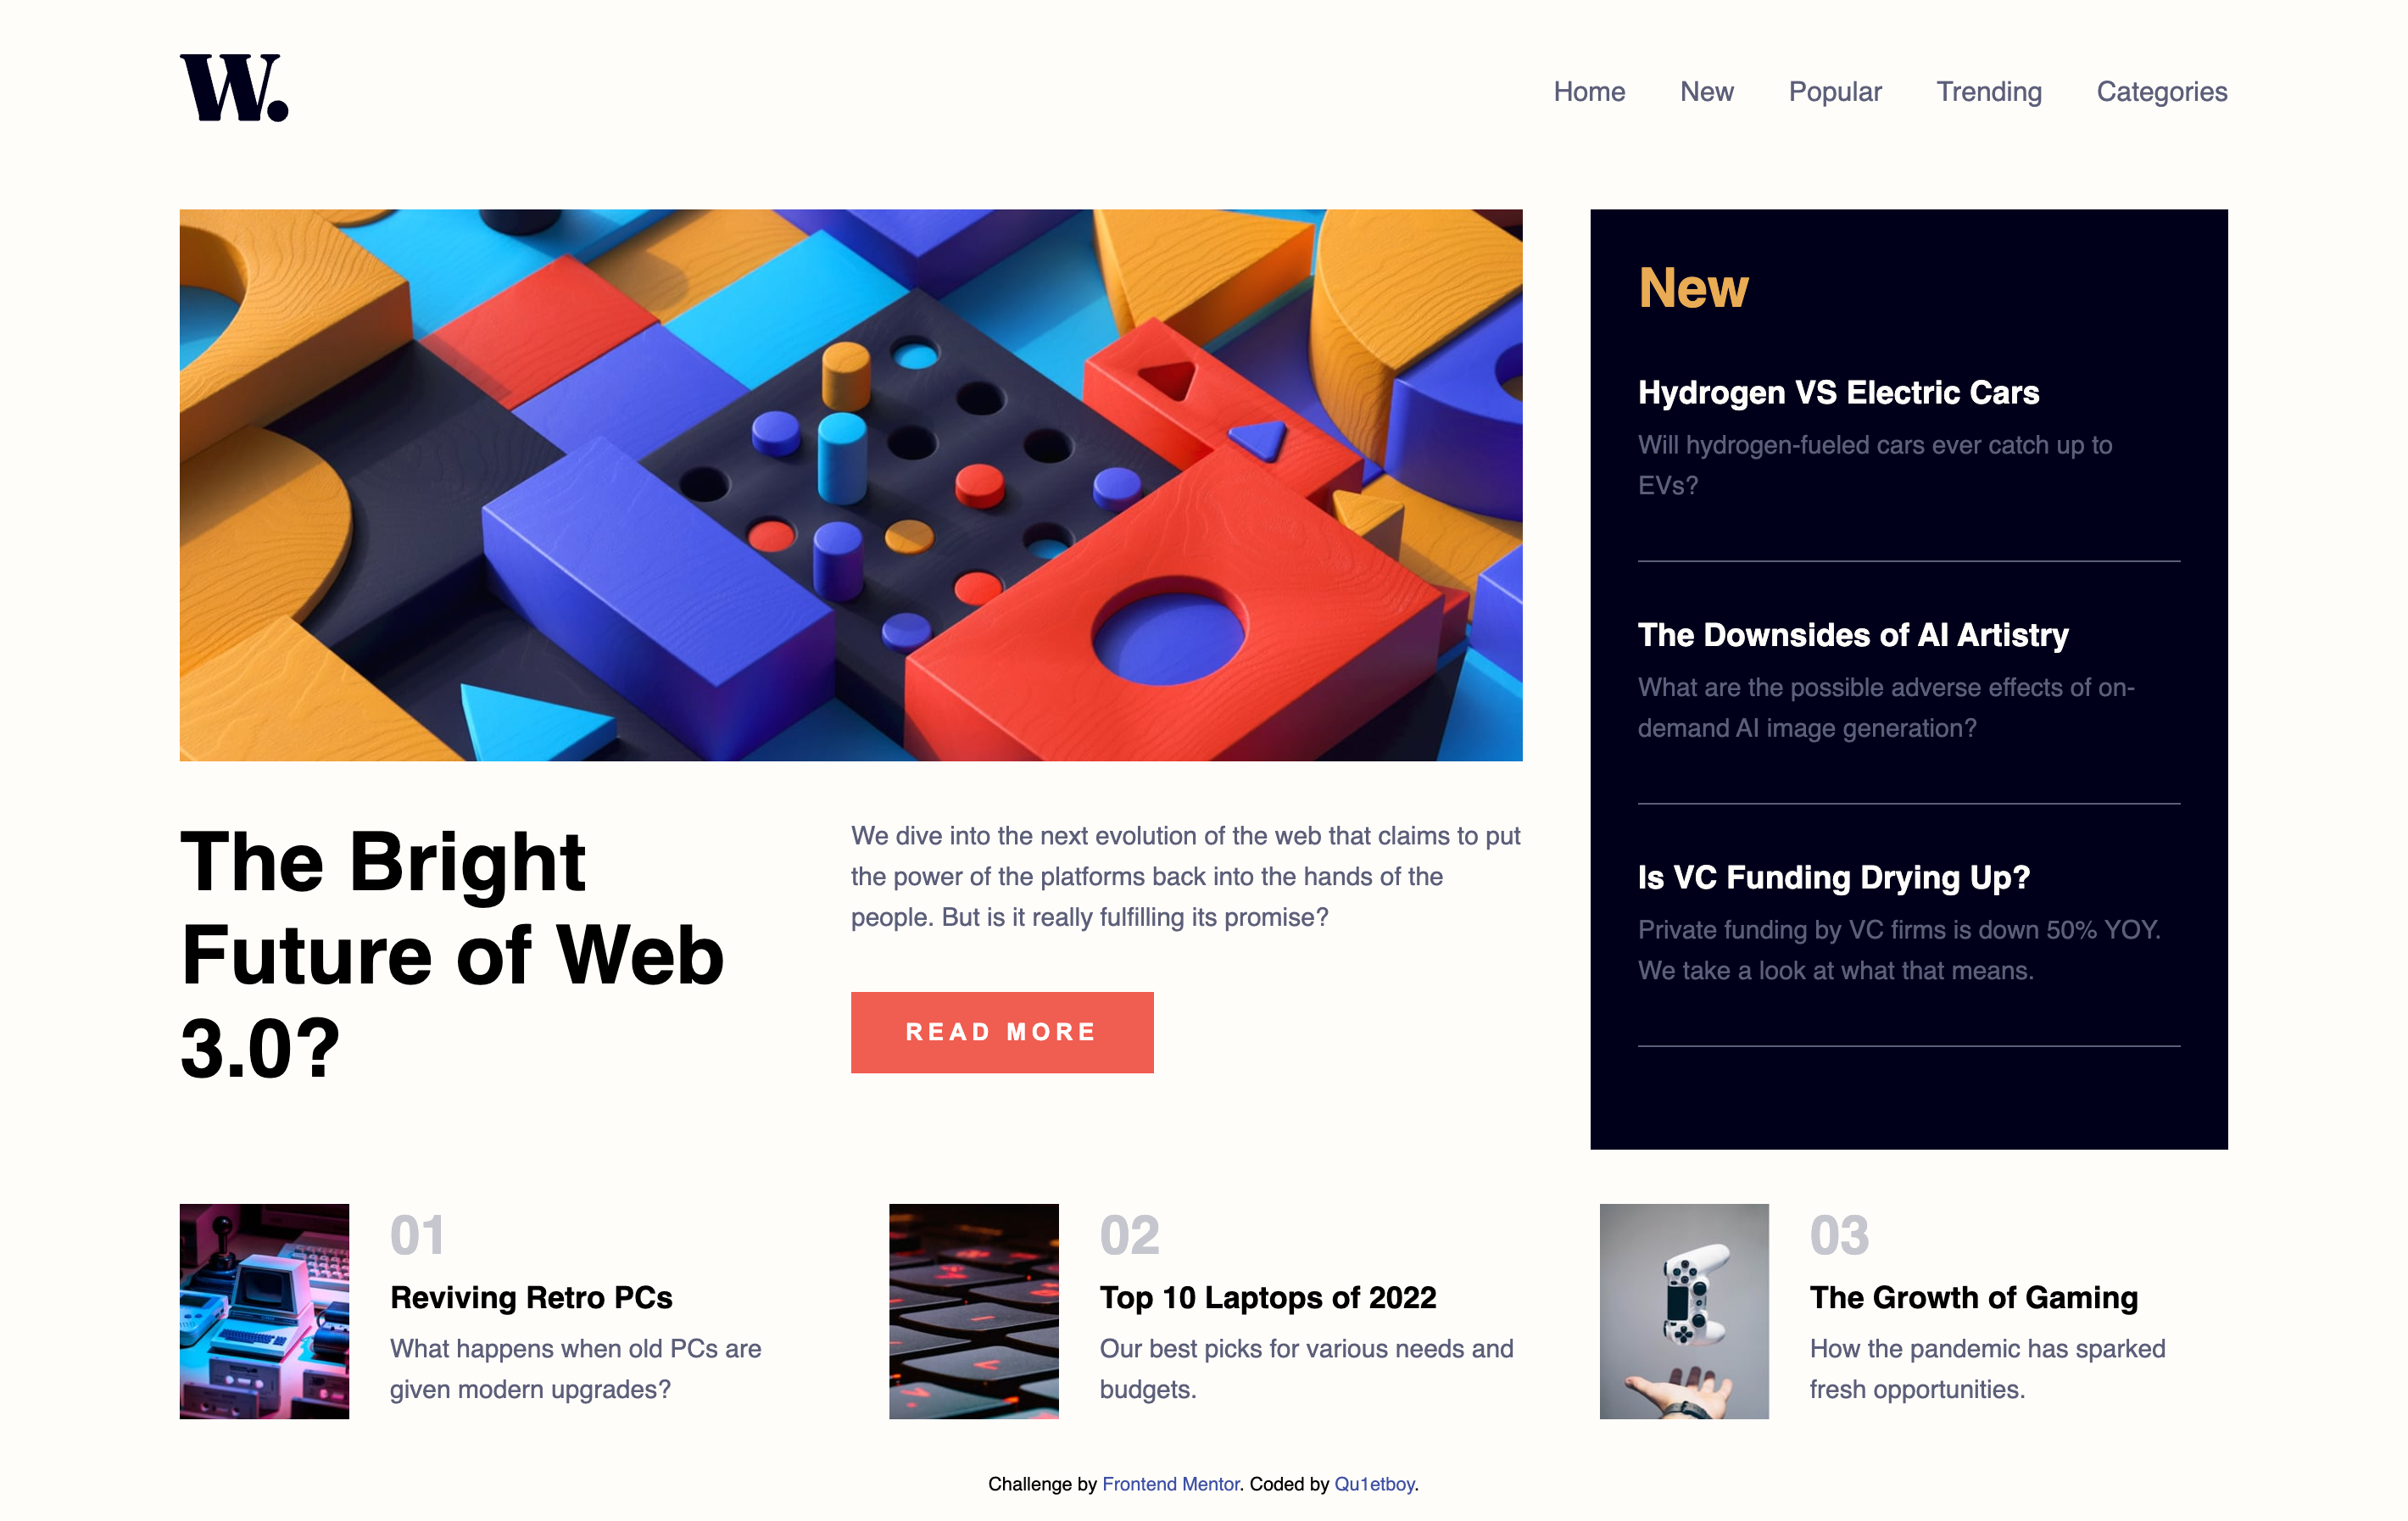 W.
Home New Popular Trending Categories
New
Hydrogen VS Electric Cars
Will hydrogen-fueled cars ever catch up to
EVs?
The Downsides of AI Artistry
What are the possible adverse effects of on-
demand AI image generation?
Is VC Funding Drying Up?
Private funding by VC firms is down 50% YOY.
We take a look at what that means.
The Bright
Future of Web
3.0?
We dive into the next evolution of the web that claims to put
the power of the platforms back into the hands of the
people. But is it really fulfilling its promise?
READ MORE
01
Reviving Retro PCs
What happens when old PCs are
given modern upgrades?
02
Top 10 Laptops of 2022
Our best picks for various needs and
budgets.
03
The Growth of Gaming
How the pandemic has sparked
fresh opportunities.
Challenge by Frontend Mentor. Coded by Qu1etboy.